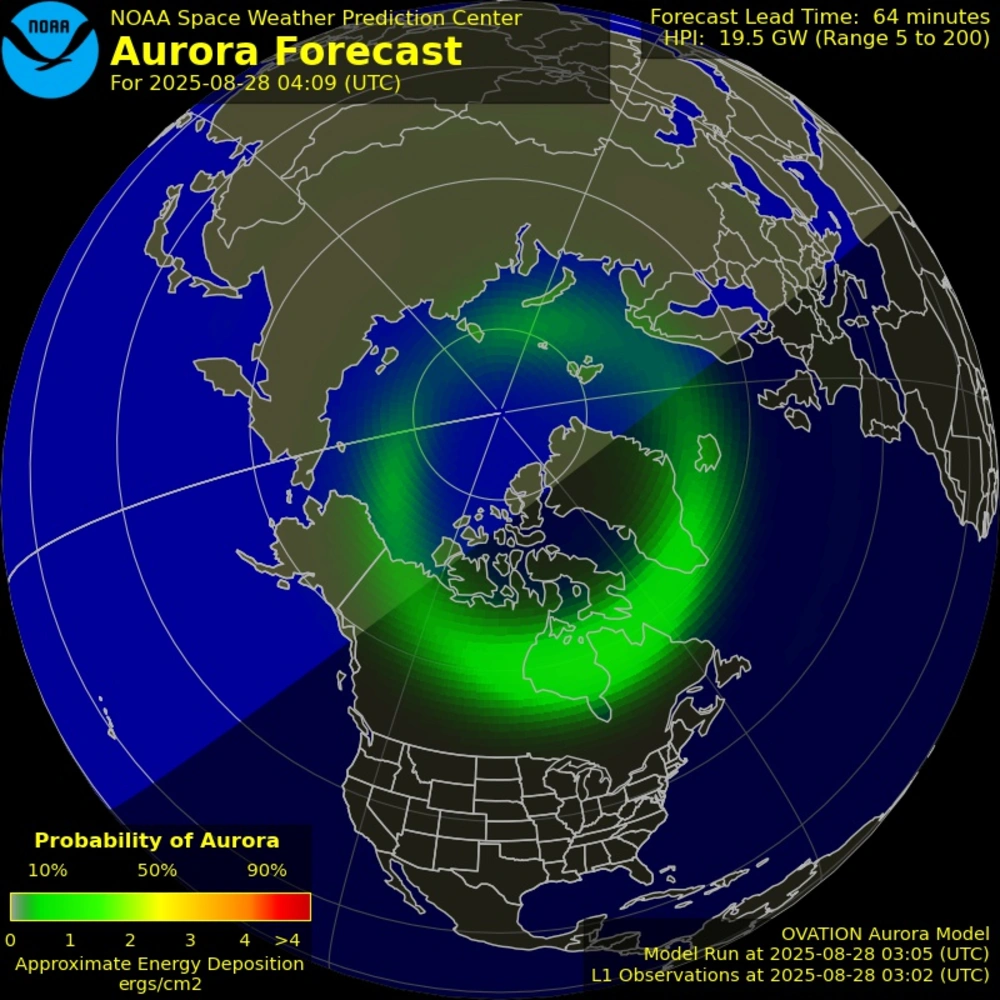 NOAA
NOAA Space Weather Prediction Center
Aurora Forecast
For 2025-08-28 04:09 (UTC)
Forecast Lead Time: 64 minutes
HPI: 19.5 GW (Range 5 to 200)
Probability of Aurora
10% 50% 90%
0 1 2 3 4 >4
Approximate Energy Deposition
ergs/cm2
OVATION Aurora Model
Model Run at 2025-08-28 03:05 (UTC)
L1 Observations at 2025-08-28 03:02 (UTC)